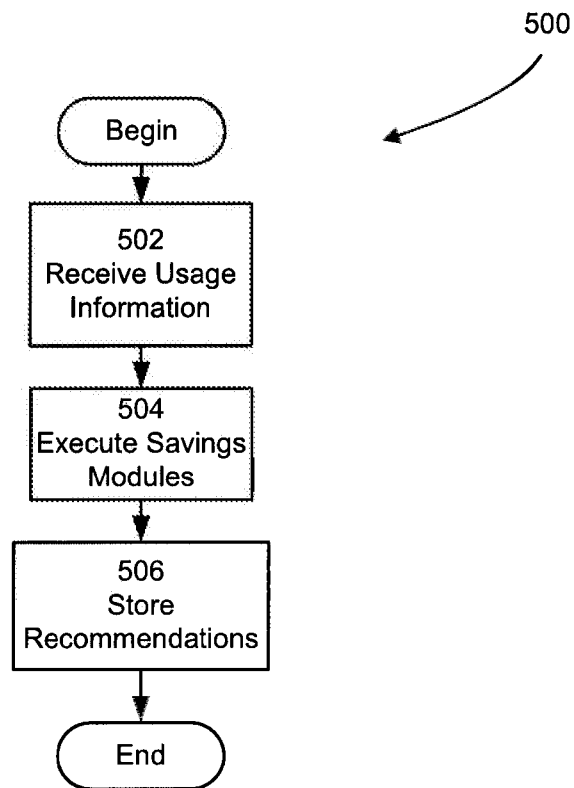 500
Begin
502
Receive Usage
Information
504
Execute Savings
Modules
506
Store
Recommendations
End